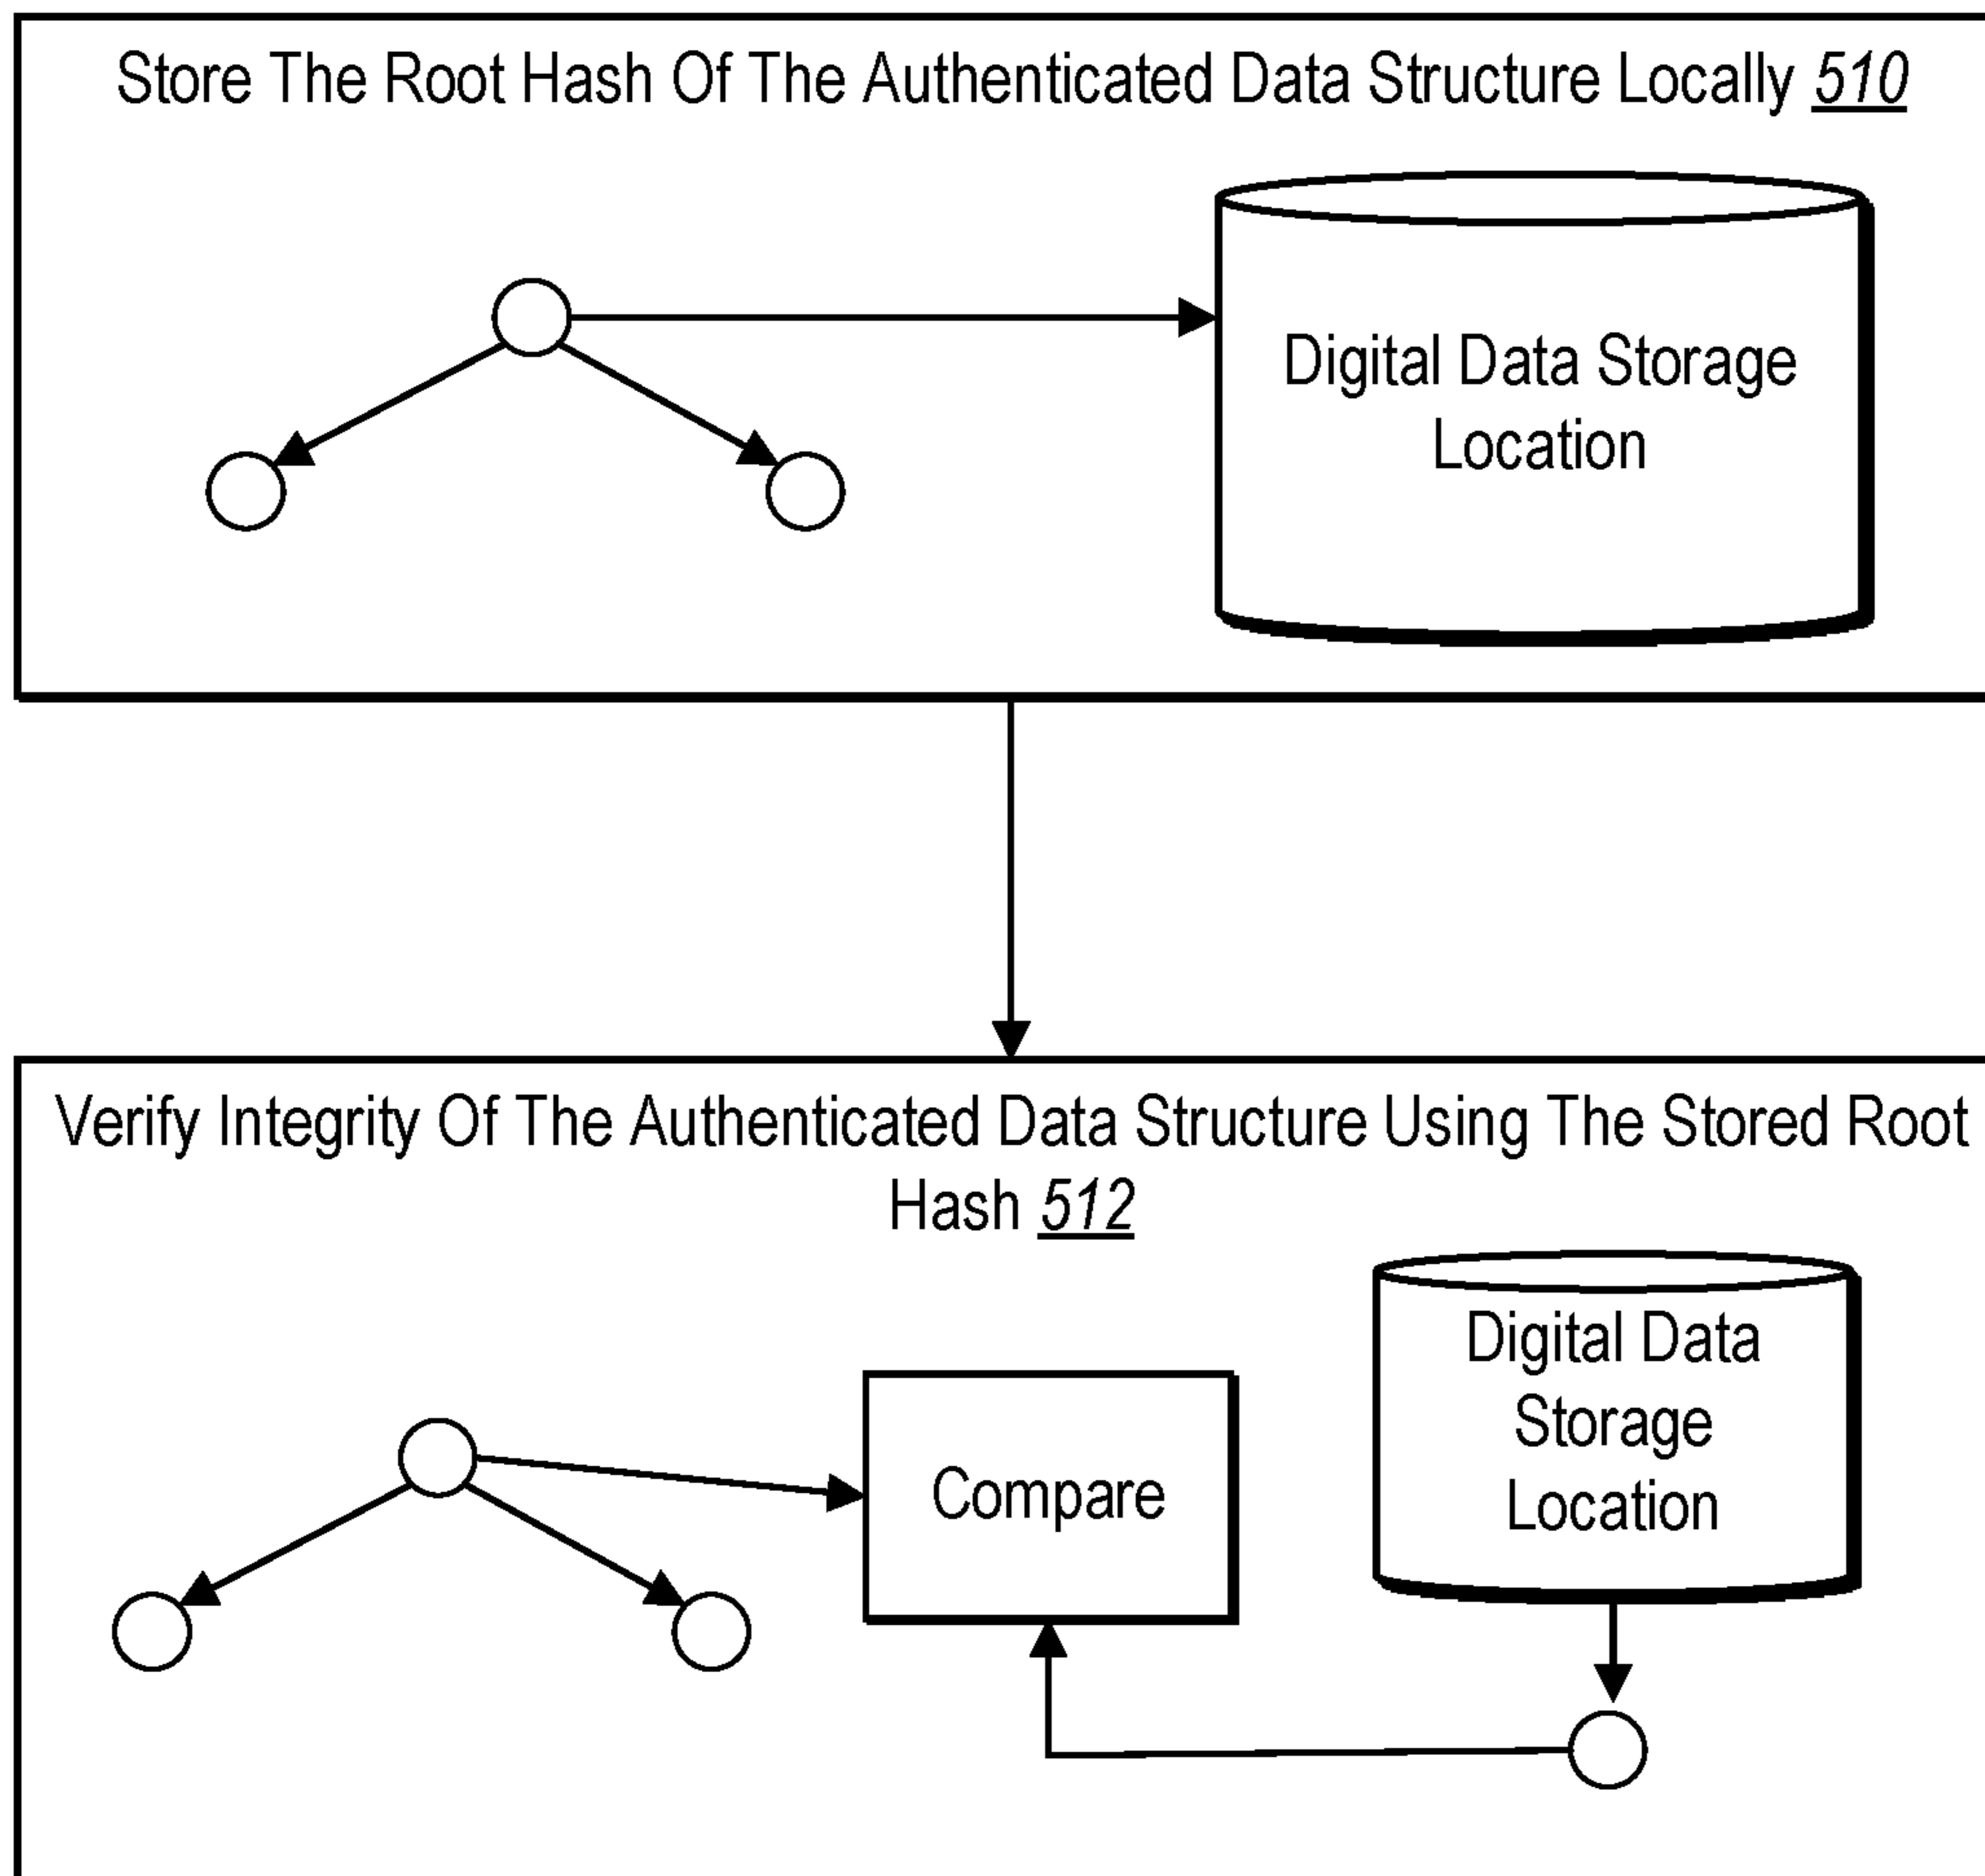 Store The Root Hash Of The Authenticated Data Structure Locally 510
Digital Data Storage
Location
Verify Integrity Of The Authenticated Data Structure Using The Stored Root
Hash 512
Digital Data
Storage
Location
Compare